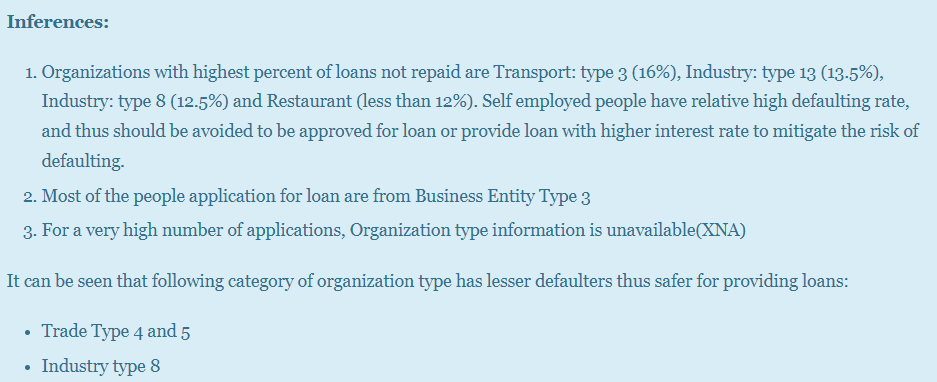 Inferences:
1. Organizations with highest percent of loans not repaid are Transport: type 3 (16%), Industry: type 13 (13.5%),
Industry: type 8 (12.5%) and Restaurant (less than 12%). Self employed people have relative high defaulting rate,
and thus should be avoided to be approved for loan or provide loan with higher interest rate to mitigate the risk of
defaulting.
2. Most of the people application for loan are from Business Entity Type 3
3. For a very high number of applications, Organization type information is unavailable(XNA)
It can be seen that following category of organization type has lesser defaulters thus safer for providing loans:
• Trade Type 4 and 5
• Industry type 8